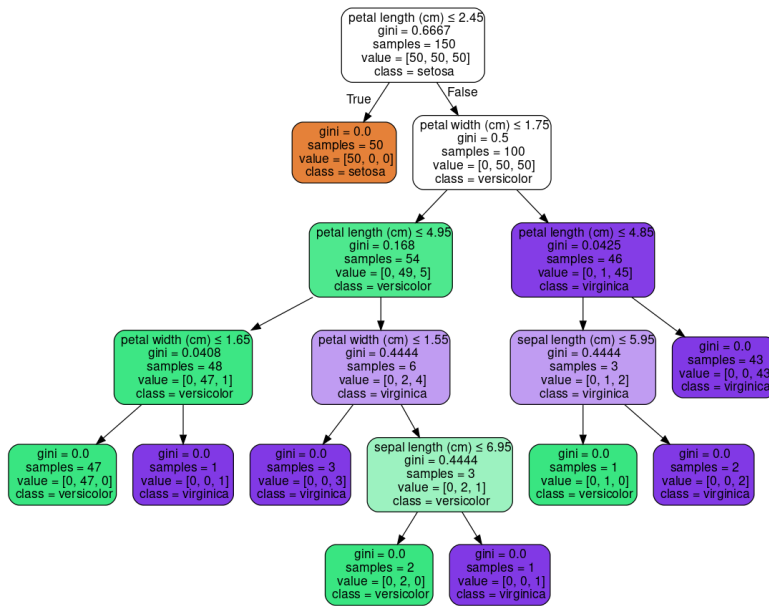 petal length (cm) ≤ 2.45
gini = 0.6667
samples = 150
value = [50, 50, 50]
class = setosa
True
False
gini = 0.0
samples = 50
value = [50, 0, 0]
class = setosa
petal width (cm) ≤ 1.75
gini = 0.5
samples = 100
value = [0, 50, 50]
class = versicolor
petal length (cm) ≤ 4.95
gini = 0.168
samples = 54
value = [0, 49, 5]
class = versicolor
petal length (cm) ≤ 4.85
gini = 0.0425
samples = 46
value = [0, 1, 45]
class = virginica
petal width (cm) ≤ 1.65
gini = 0.0408
samples = 48
value = [0, 47, 1]
class = versicolor
petal width (cm) ≤ 1.55
gini = 0.4444
samples = 6
value = [0, 2, 4]
class = virginica
sepal length (cm) ≤ 5.95
gini = 0.4444
samples = 3
value = [0, 1, 2]
class = virginica
gini = 0.0
samples = 43
value = [0, 0, 43]
class = virginica
gini = 0.0
samples = 47
value = [0, 47, 0]
class = versicolor
gini = 0.0
samples = 1
value = [0, 0, 1]
class = virginica
gini = 0.0
samples = 3
value = [0, 0, 3]
class = virginica
sepal length (cm) ≤ 6.95
gini = 0.4444
samples = 3
value = [0, 2, 1]
class = versicolor
gini = 0.0
samples = 1
value = [0, 1, 0]
class = versicolor
gini = 0.0
samples = 2
value = [0, 0, 2]
class = virginica
gini = 0.0
samples = 2
value = [0, 2, 0]
class = versicolor
gini = 0.0
samples = 1
value = [0, 0, 1]
class = virginica